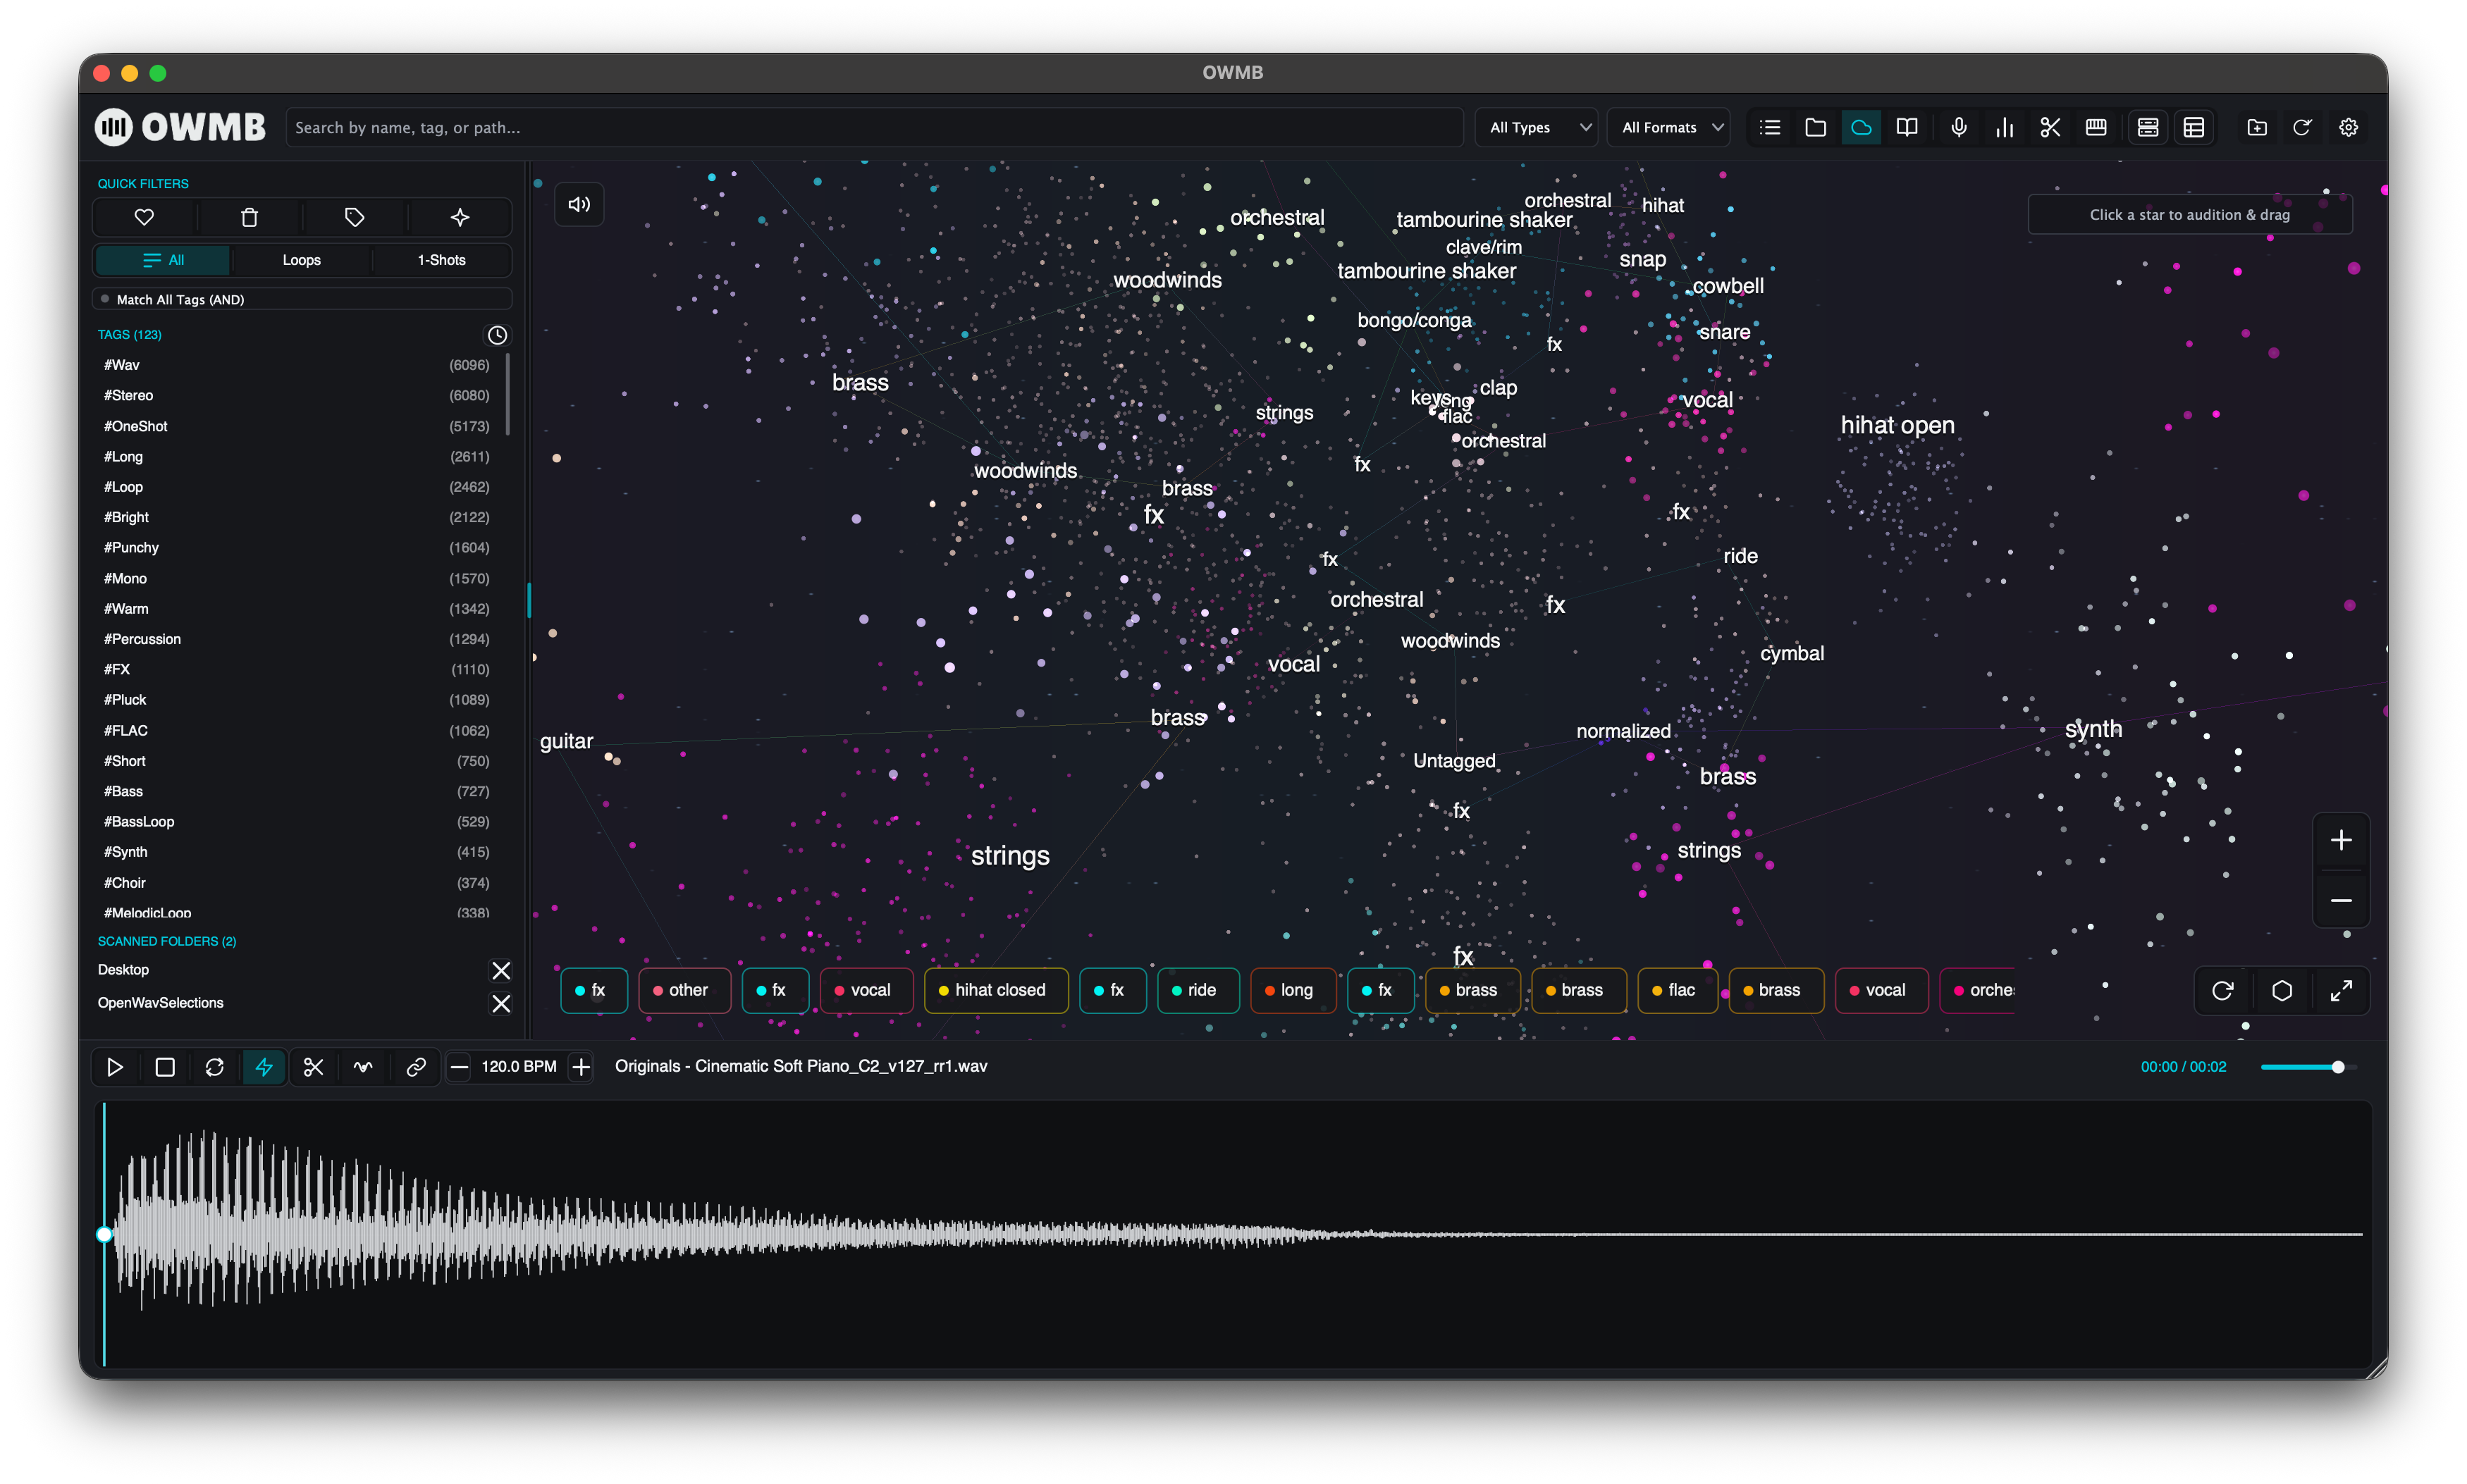 OWMB
OWMB
Search by name, tag, or path...
All Types
All Formats
QUICK FILTERS
All
Loops
1-Shots
Match All Tags (AND)
TAGS (123)
#Wav (6096)
#Stereo (6080)
#OneShot (5173)
#Long (2611)
#Loop (2462)
#Bright (2122)
#Punchy (1604)
#Mono (1570)
#Warm (1342)
#Percussion (1294)
#FX (1110)
#Pluck (1089)
#FLAC (1062)
#Short (750)
#Bass (727)
#BassLoop (529)
#Synth (415)
#Choir (374)
#MelodicLoop (338)
SCANNED FOLDERS (2)
Desktop
OpenWavSelections
Click a star to audition & drag
orchestral
hihat
orchestral
tambourine shaker
clave/rim
snap
tambourine shaker
woodwinds
cowbell
bongo/conga
snare
fx
brass
clap
keys
vocal
strings
flac
hihat open
orchestral
fx
woodwinds
brass
fx
fx
fx
ride
orchestral
fx
woodwinds
cymbal
vocal
brass
synth
normalized
guitar
Untagged
brass
fx
strings
strings
fx
fx
other
fx
vocal
hihat closed
fx
ride
long
fx
brass
brass
flac
brass
vocal
orche
120.0 BPM
Originals - Cinematic Soft Piano_C2_v127_rr1.wav
00:00 / 00:02